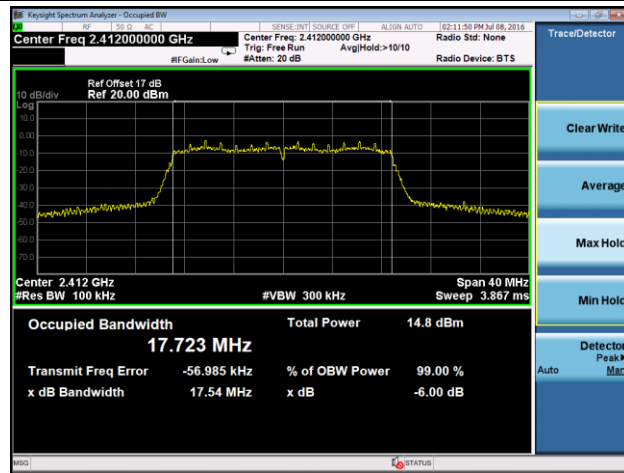 Keysight Spectrum Analyzer - Occupied BW
RF 50 Ω AC SENSE:INT SOURCE OFF ALIGN AUTO 02:11:50 PM Jul 08, 2016
Center Freq 2.412000000 GHz
Center Freq: 2.412000000 GHz
Radio Std: None
Trig: Free Run Avg|Hold:>10/10
#IFGain:Low #Atten: 20 dB Radio Device: BTS
Trace/Detector
Ref Offset 17 dB
10 dB/div Ref 20.00 dBm
Log
10.0
0.00
-10.0
-20.0
-30.0
-40.0
-50.0
-60.0
-70.0
Center 2.412 GHz Span 40 MHz
#Res BW 100 kHz #VBW 300 kHz Sweep 3.867 ms
Occupied Bandwidth Total Power 14.8 dBm
17.723 MHz
Transmit Freq Error -56.985 kHz % of OBW Power 99.00 %
x dB Bandwidth 17.54 MHz x dB -6.00 dB
Clear Write
Average
Max Hold
Min Hold
Detector
Peak
Auto Man
MSG STATUS